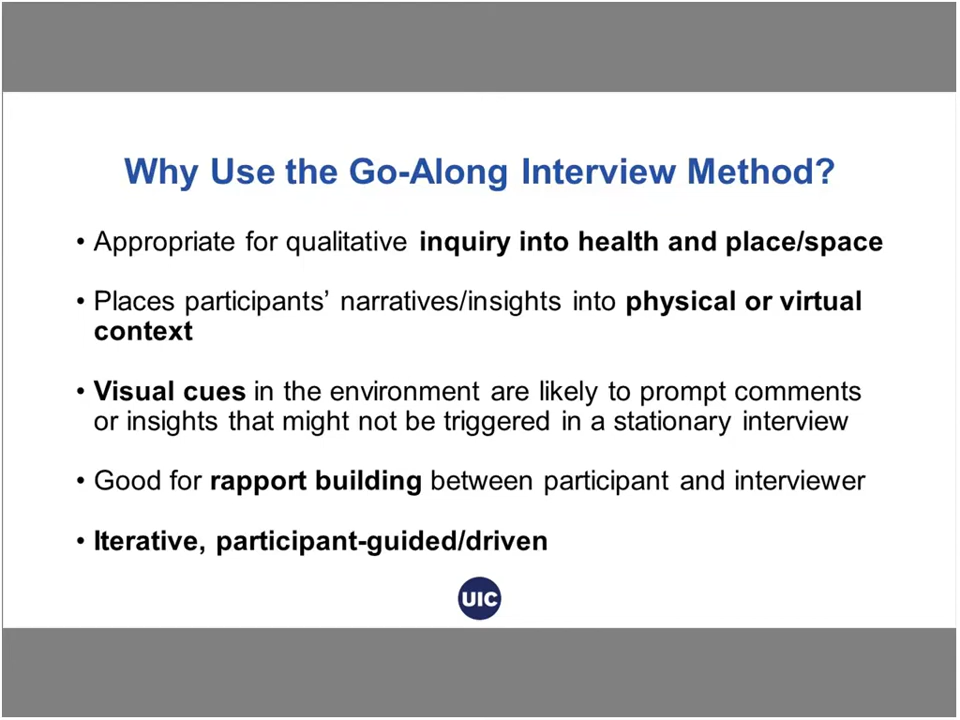 Why Use the Go-Along Interview Method?
• Appropriate for qualitative inquiry into health and place/space
• Places participants’ narratives/insights into physical or virtual
context
• Visual cues in the environment are likely to prompt comments
or insights that might not be triggered in a stationary interview
• Good for rapport building between participant and interviewer
• Iterative, participant-guided/driven
UIC